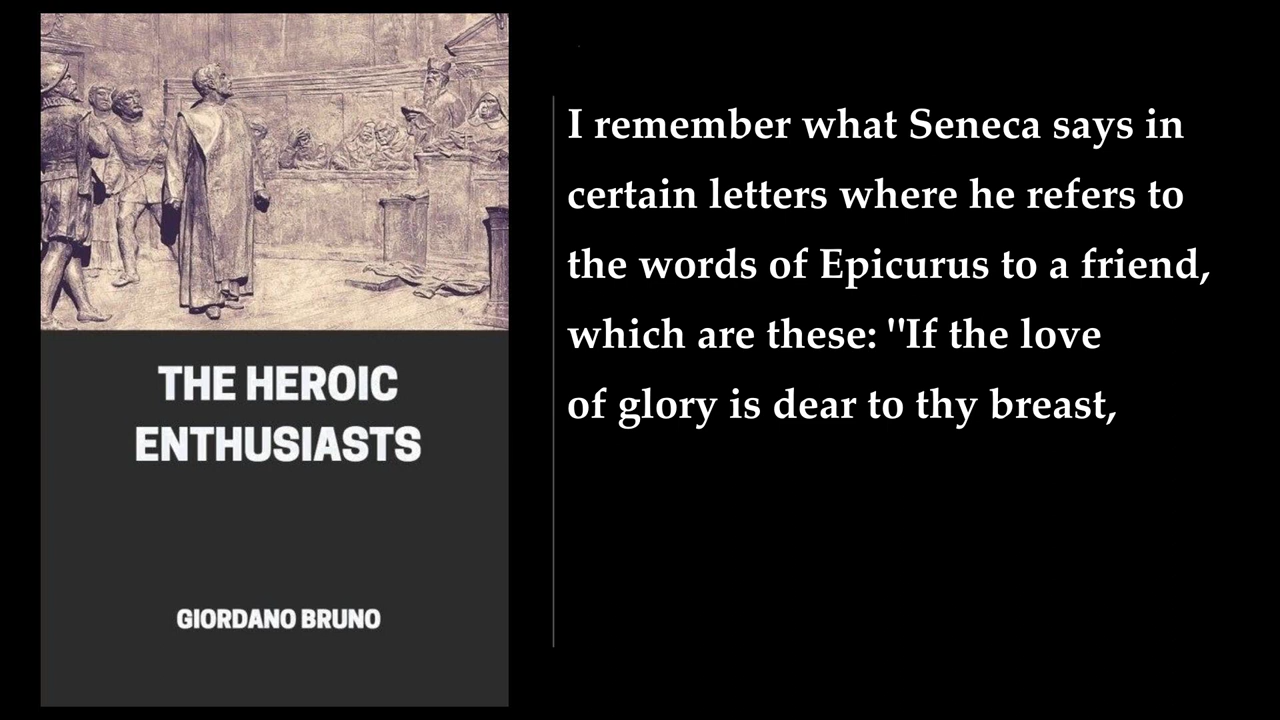 THE HEROIC
ENTHUSIASTS
GIORDANO BRUNO
I remember what Seneca says in
certain letters where he refers to
the words of Epicurus to a friend,
which are these: "If the love
of glory is dear to thy breast,